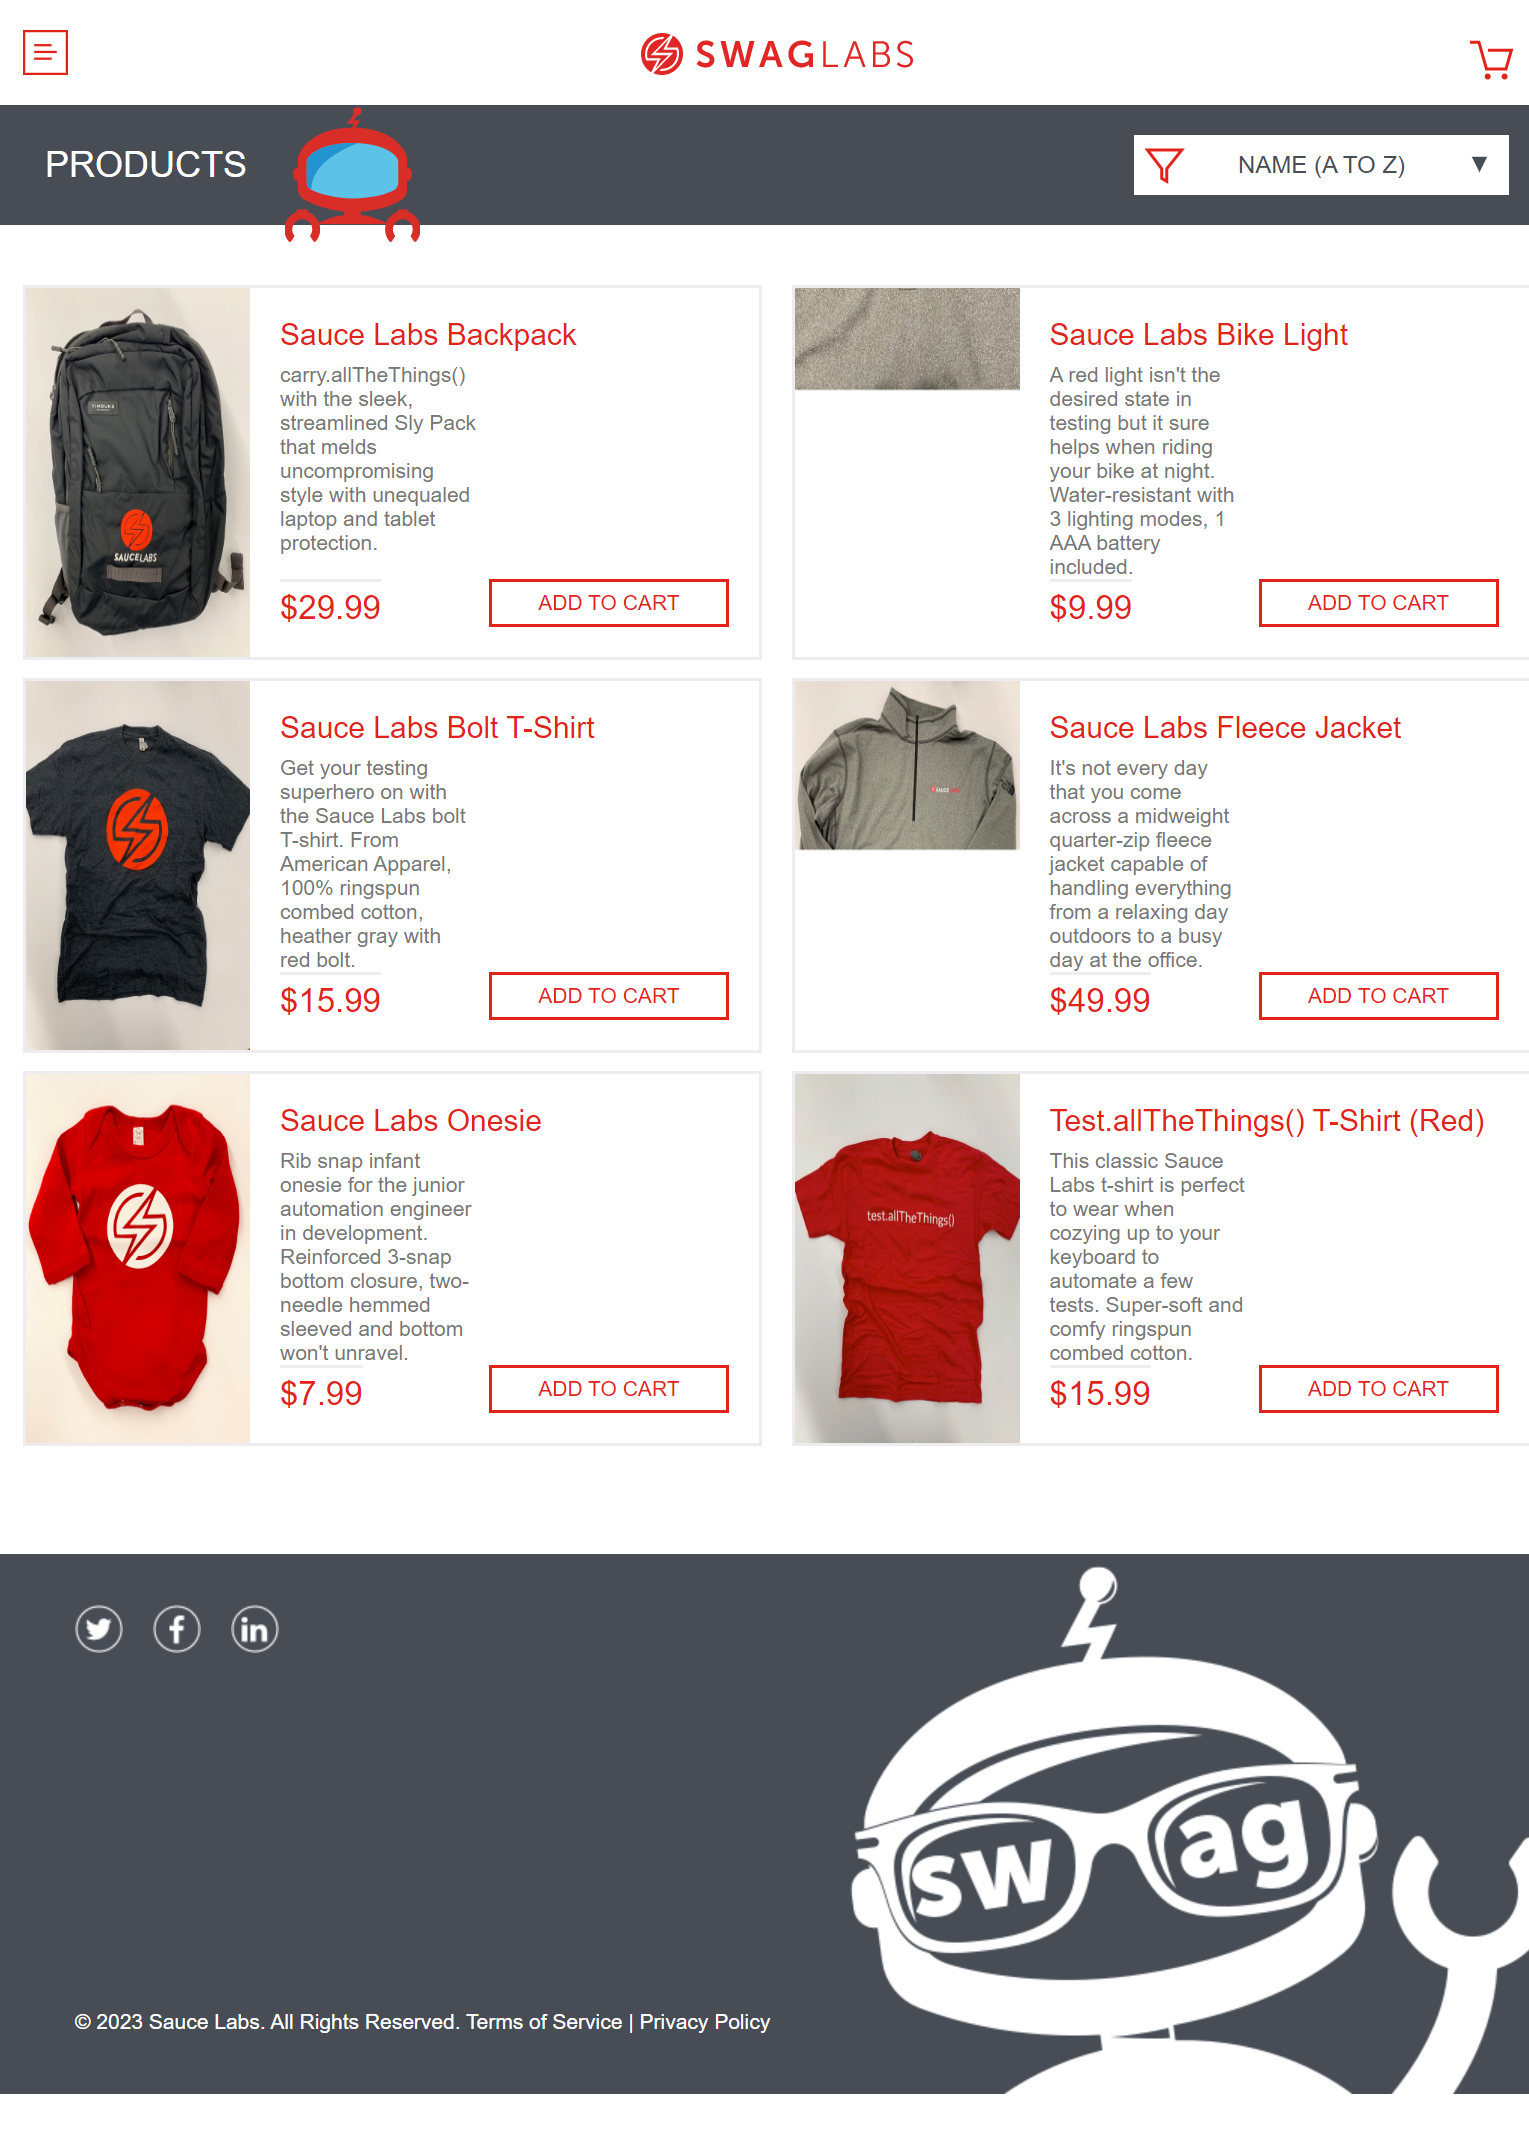 SWAGLABS
PRODUCTS
NAME (A TO Z)
TIMBUK2
SAUCELABS
Sauce Labs Backpack
carry.allTheThings()
with the sleek,
streamlined Sly Pack
that melds
uncompromising
style with unequaled
laptop and tablet
protection.
$29.99
ADD TO CART
Sauce Labs Bike Light
A red light isn't the
desired state in
testing but it sure
helps when riding
your bike at night.
Water-resistant with
3 lighting modes, 1
AAA battery
included.
$9.99
ADD TO CART
Sauce Labs Bolt T-Shirt
Get your testing
superhero on with
the Sauce Labs bolt
T-shirt. From
American Apparel,
100% ringspun
combed cotton,
heather gray with
red bolt.
$15.99
ADD TO CART
SAUCELABS
Sauce Labs Fleece Jacket
It's not every day
that you come
across a midweight
quarter-zip fleece
jacket capable of
handling everything
from a relaxing day
outdoors to a busy
day at the office.
$49.99
ADD TO CART
Sauce Labs Onesie
Rib snap infant
onesie for the junior
automation engineer
in development.
Reinforced 3-snap
bottom closure, two-
needle hemmed
sleeved and bottom
won't unravel.
$7.99
ADD TO CART
test.allTheThings()
Test.allTheThings() T-Shirt (Red)
This classic Sauce
Labs t-shirt is perfect
to wear when
cozying up to your
keyboard to
automate a few
tests. Super-soft and
comfy ringspun
combed cotton.
$15.99
ADD TO CART
swag
© 2023 Sauce Labs. All Rights Reserved. Terms of Service | Privacy Policy